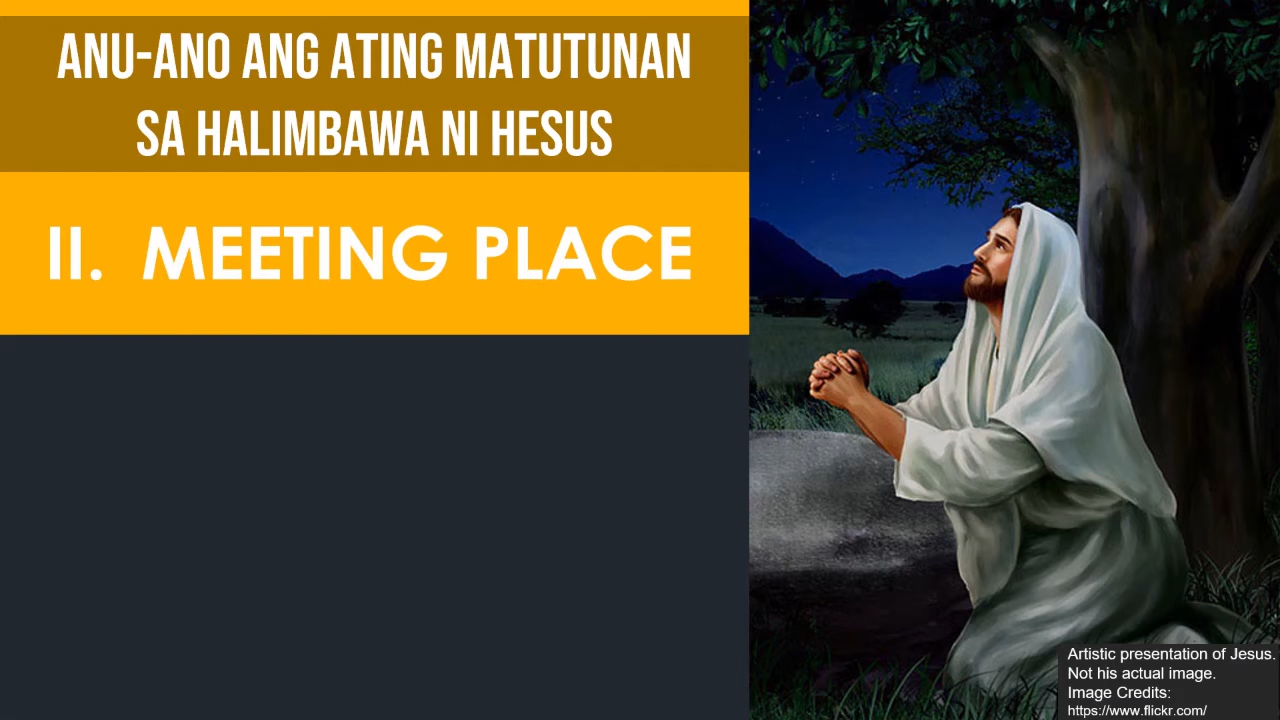 ANU-ANO ANG ATING MATUTUNAN
SA HALIMBAWA NI HESUS
II. MEETING PLACE
Artistic presentation of Jesus.
Not his actual image.
Image Credits:
https://www.flickr.com/